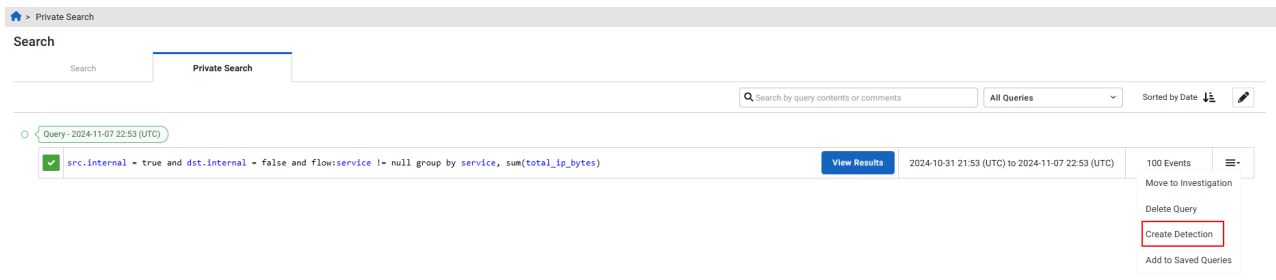 > Private Search
Search
Search Private Search
Search by query contents or comments All Queries Sorted by Date
Query - 2024-11-07 22:53 (UTC)
src.internal = true and dst.internal = false and flow:service != null group by service, sum(total_ip_bytes) View Results 2024-10-31 21:53 (UTC) to 2024-11-07 22:53 (UTC) 100 Events
Move to Investigation
Delete Query
Create Detection
Add to Saved Queries